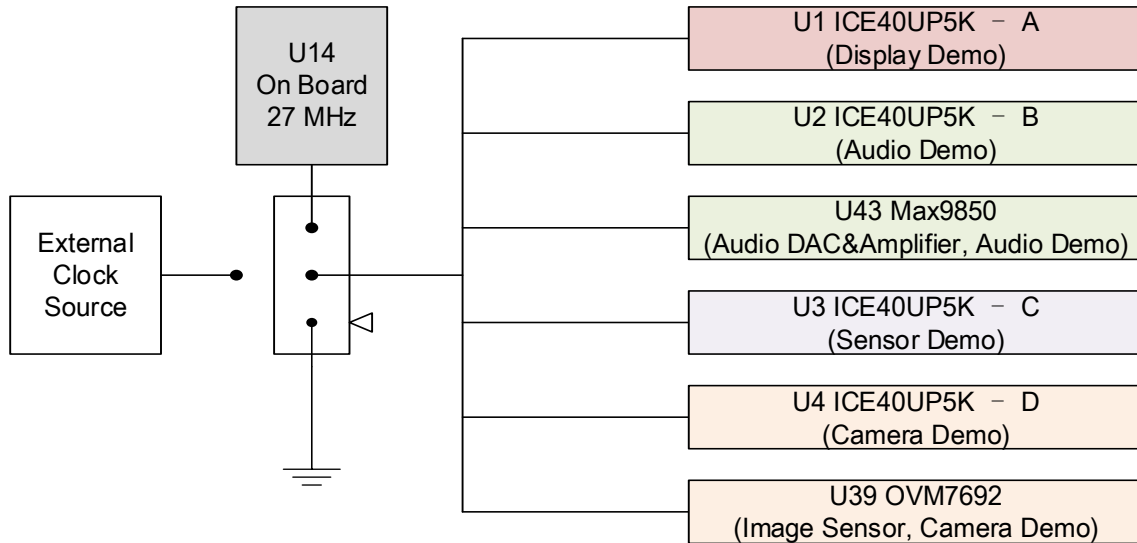 U14
On Board
27 MHz
External
Clock
Source
U1 ICE40UP5K – A
(Display Demo)
U2 ICE40UP5K – B
(Audio Demo)
U43 Max9850
(Audio DAC&Amplifier, Audio Demo)
U3 ICE40UP5K – C
(Sensor Demo)
U4 ICE40UP5K – D
(Camera Demo)
U39 OVM7692
(Image Sensor, Camera Demo)